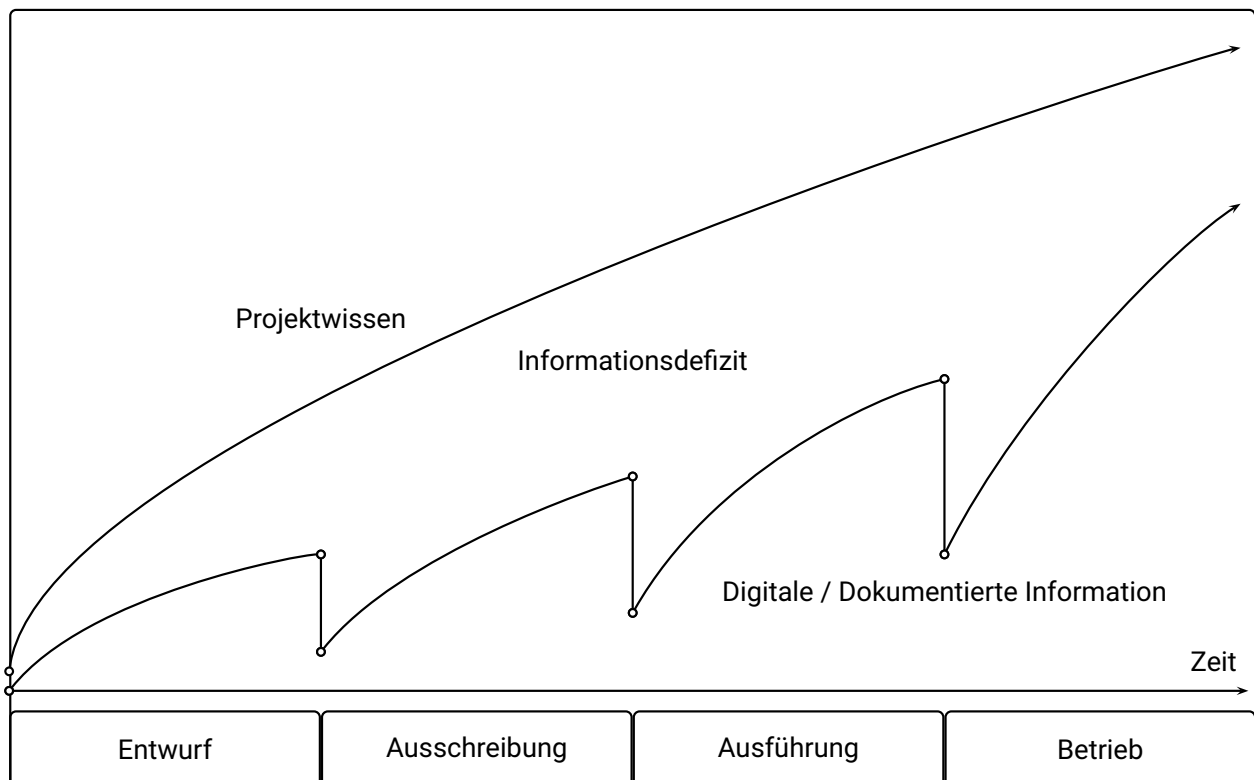 Projektwissen
Informationsdefizit
Digitale / Dokumentierte Information
Zeit
Entwurf
Ausschreibung
Ausführung
Betrieb